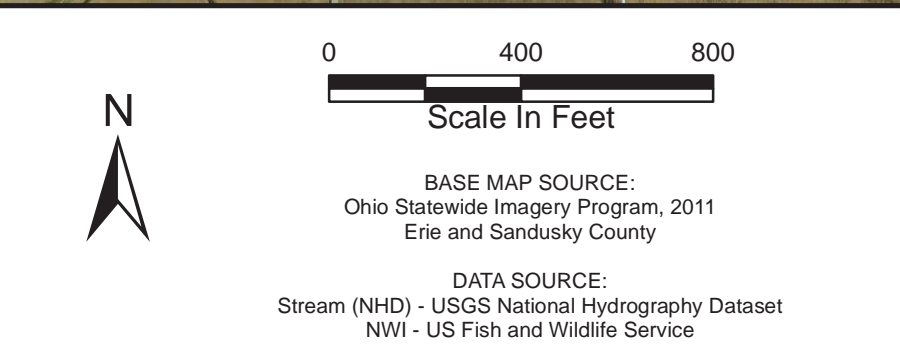 0 400 800
N
Scale In Feet
BASE MAP SOURCE:
Ohio Statewide Imagery Program, 2011
Erie and Sandusky County
DATA SOURCE:
Stream (NHD) - USGS National Hydrography Dataset
NWI - US Fish and Wildlife Service